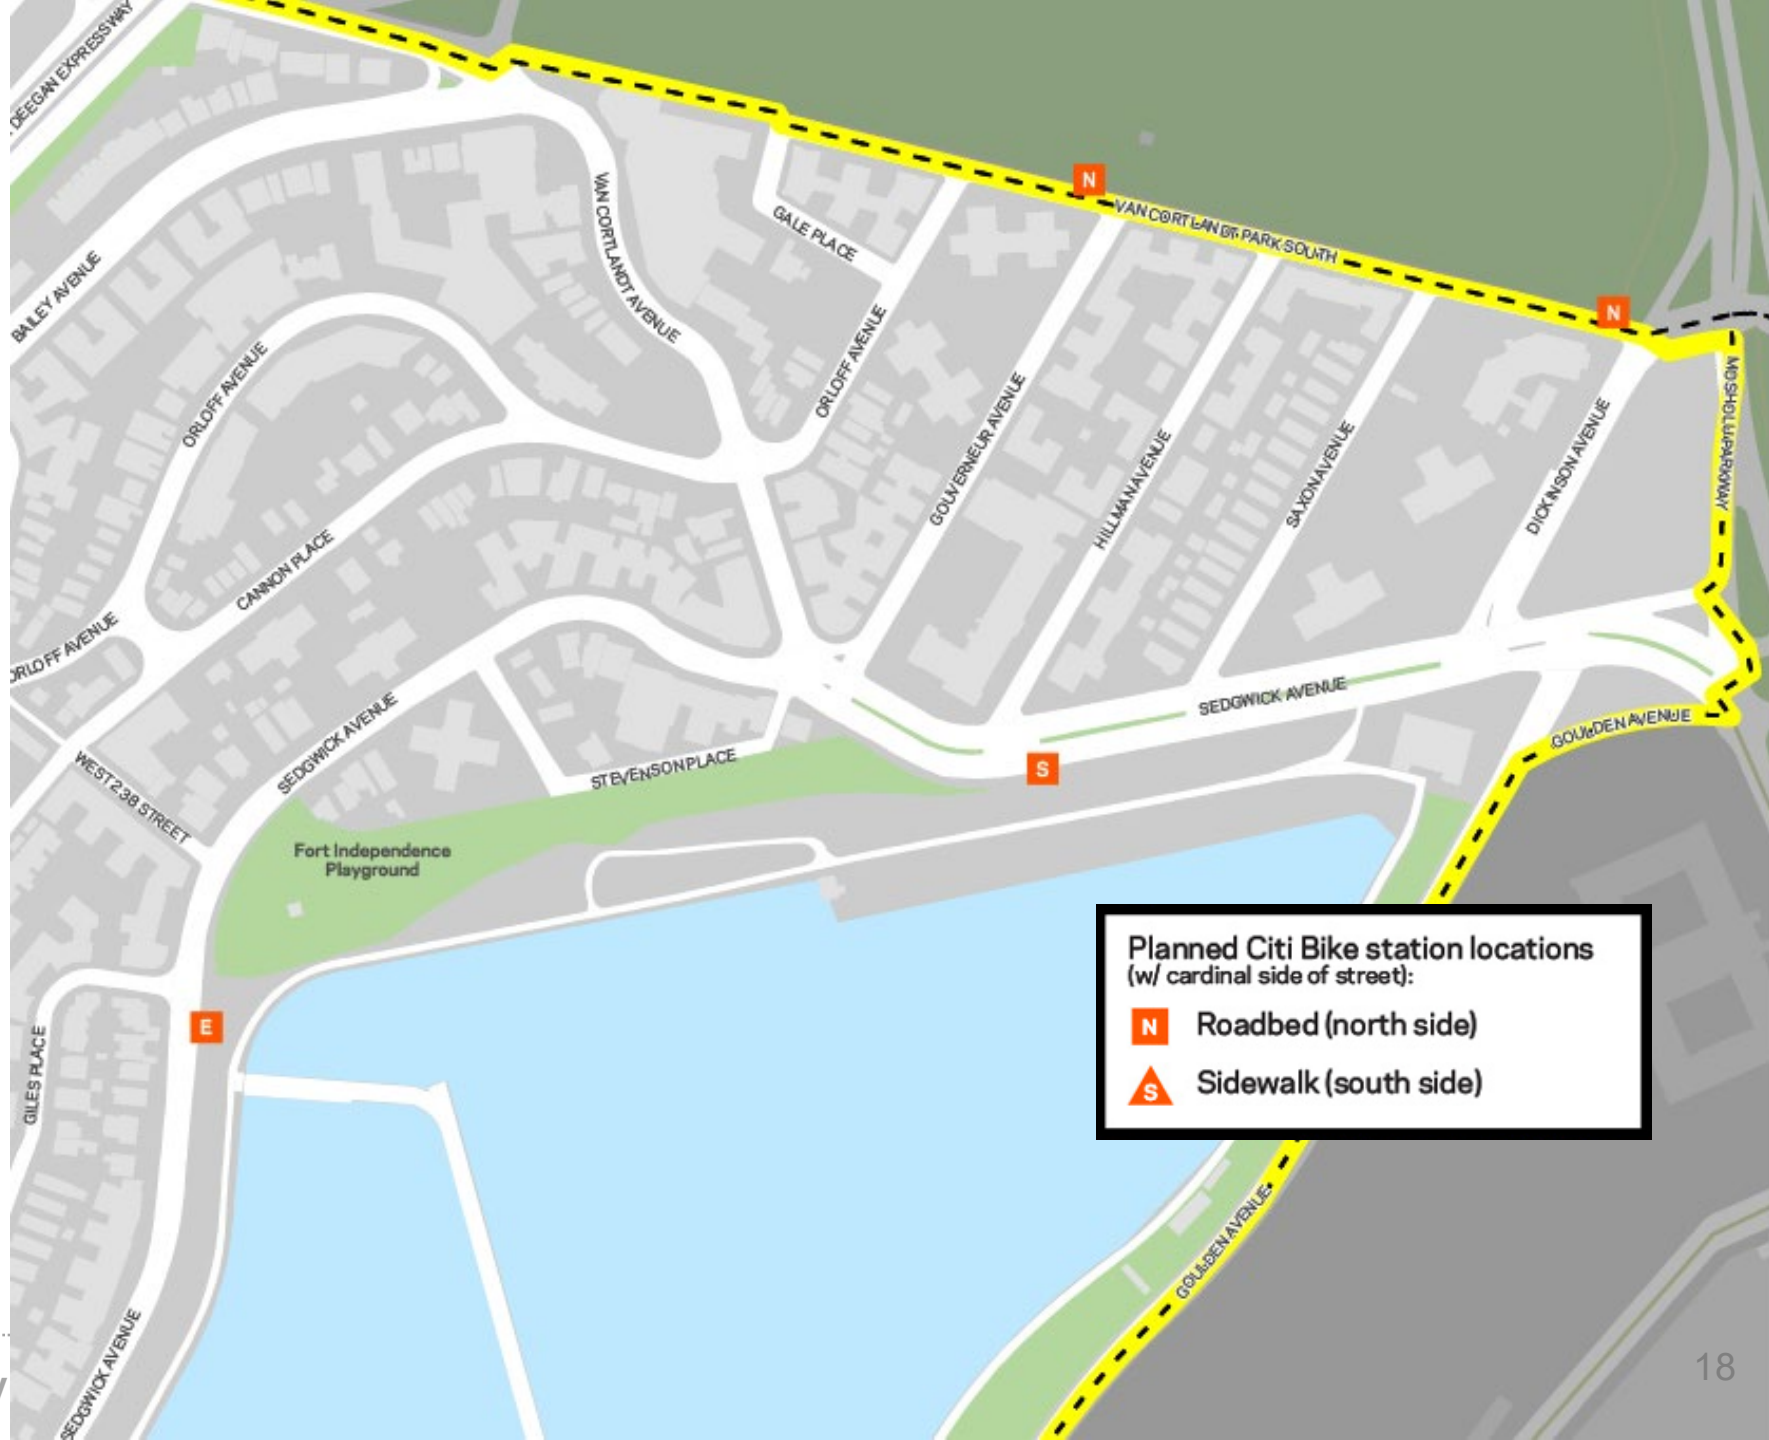 DEEGAN EXPRESSWAY
BAILEY AVENUE
VAN CORTLANDT AVENUE
GALE PLACE
N
VAN CORTLANDT PARK SOUTH
N
ORLOFF AVENUE
ORLOFF AVENUE
GOUVERNEUR AVENUE
HILLMAN AVENUE
SAXON AVENUE
DICKINSON AVENUE
MOSHOLU PARKWAY
CANNON PLACE
ORLOFF AVENUE
SEDGWICK AVENUE
SEDGWICK AVENUE
GOULDEN AVENUE
WEST 238 STREET
STEVENSON PLACE
S
Fort Independence
Playground
E
GILES PLACE
SEDGWICK AVENUE
Planned Citi Bike station locations
(w/ cardinal side of street):
N Roadbed (north side)
S Sidewalk (south side)
GOULDEN AVENUE
18